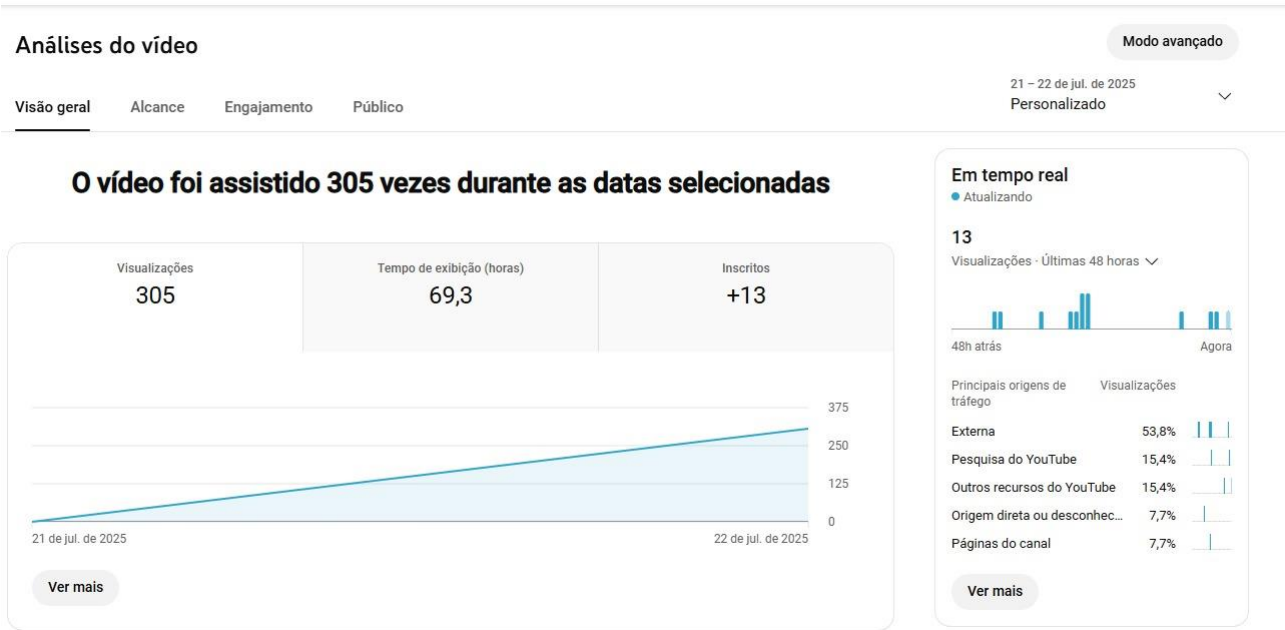 Análises do vídeo
Modo avançado
21 – 22 de jul. de 2025
Personalizado
Visão geral Alcance Engajamento Público
O vídeo foi assistido 305 vezes durante as datas selecionadas
Visualizações
305
Tempo de exibição (horas)
69,3
Inscritos
+13
375
250
125
0
21 de jul. de 2025
22 de jul. de 2025
Ver mais
Em tempo real
Atualizando
13
Visualizações · Últimas 48 horas
48h atrás Agora
Principais origens de
tráfego
Visualizações
Externa 53,8%
Pesquisa do YouTube 15,4%
Outros recursos do YouTube 15,4%
Origem direta ou desconhec... 7,7%
Páginas do canal 7,7%
Ver mais